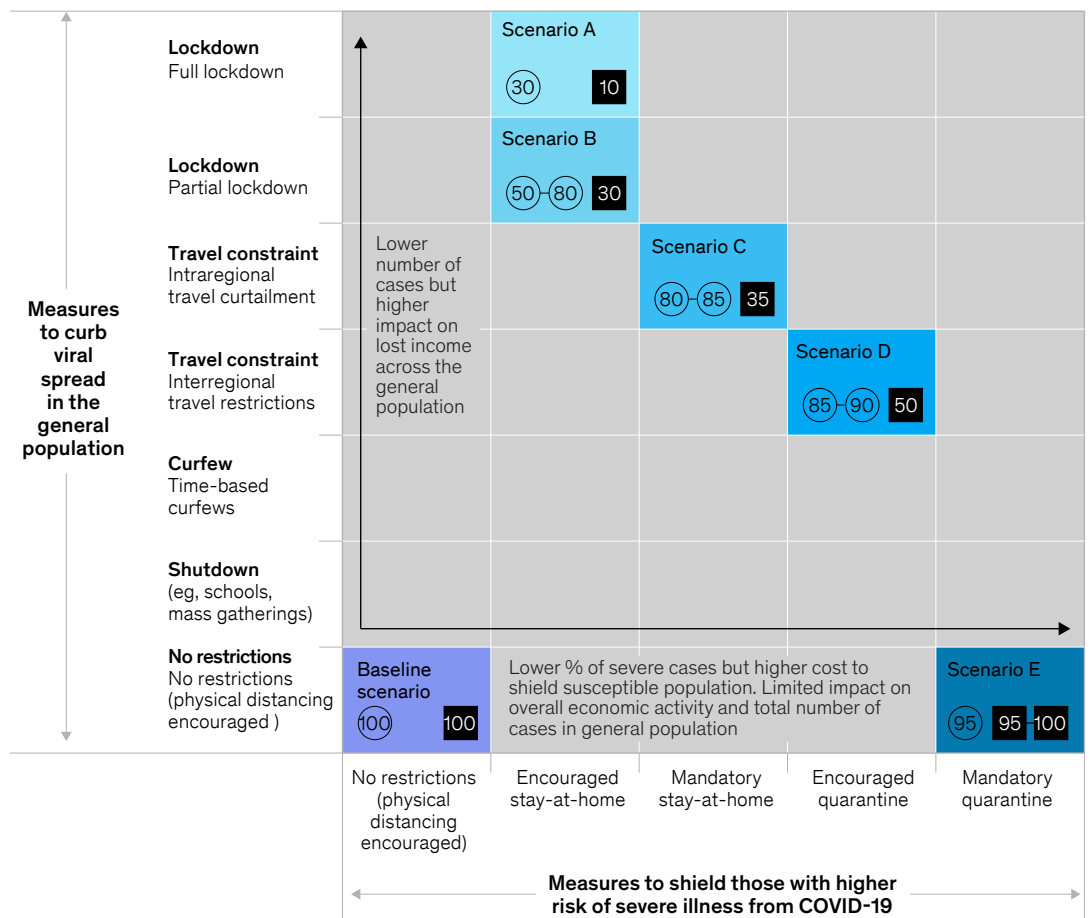 Lockdown
Full lockdown
Scenario A
30
10
Lockdown
Partial lockdown
Scenario B
50–80
30
Travel constraint
Intraregional
travel curtailment
Lower
number of
cases but
higher
impact on
lost income
across the
general
population
Scenario C
80–85
35
Measures
to curb
viral
spread
in the
general
population
Travel constraint
Interregional
travel restrictions
Scenario D
85–90
50
Curfew
Time-based
curfews
Shutdown
(eg, schools,
mass gatherings)
No restrictions
No restrictions
(physical distancing
encouraged )
Baseline
scenario
100
100
Lower % of severe cases but higher cost to
shield susceptible population. Limited impact on
overall economic activity and total number of
cases in general population
Scenario E
95
95–100
No restrictions
(physical
distancing
encouraged)
Encouraged
stay-at-home
Mandatory
stay-at-home
Encouraged
quarantine
Mandatory
quarantine
Measures to shield those with higher
risk of severe illness from COVID-19